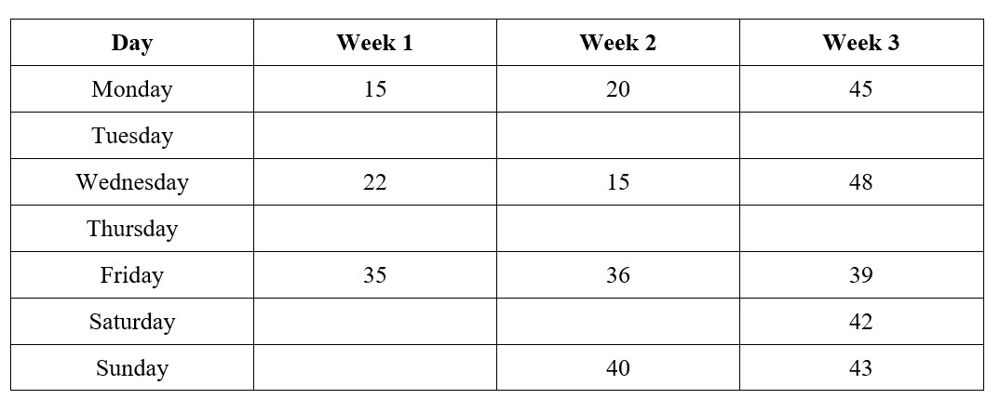 Day Week 1 Week 2 Week 3
Monday 15 20 45
Tuesday
Wednesday 22 15 48
Thursday
Friday 35 36 39
Saturday 42
Sunday 40 43